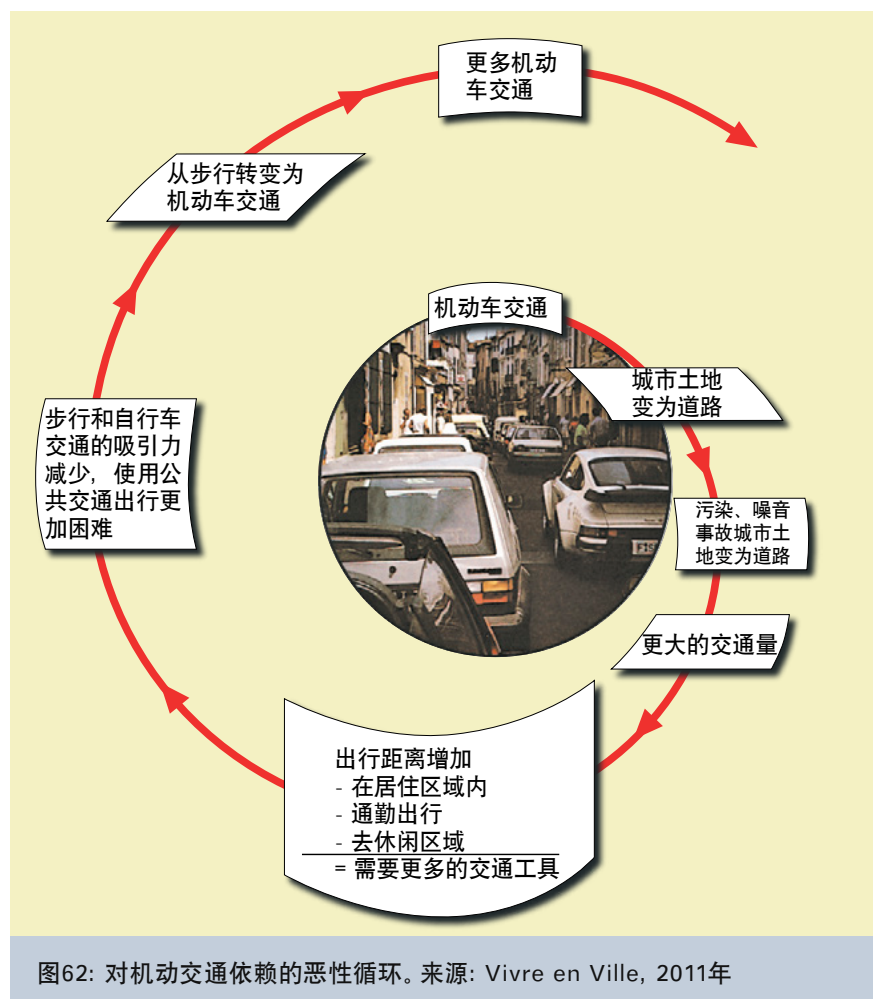 更多机动
车交通
从步行转变为
机动车交通
机动车交通
城市土地
变为道路
步行和自行车
交通的吸引力
减少，使用公
共交通出行更
加困难
污染、噪音
事故城市土
地变为道路
更大的交通量
出行距离增加
- 在居住区域内
- 通勤出行
- 去休闲区域
= 需要更多的交通工具
图62: 对机动交通依赖的恶性循环。来源: Vivre en Ville, 2011年